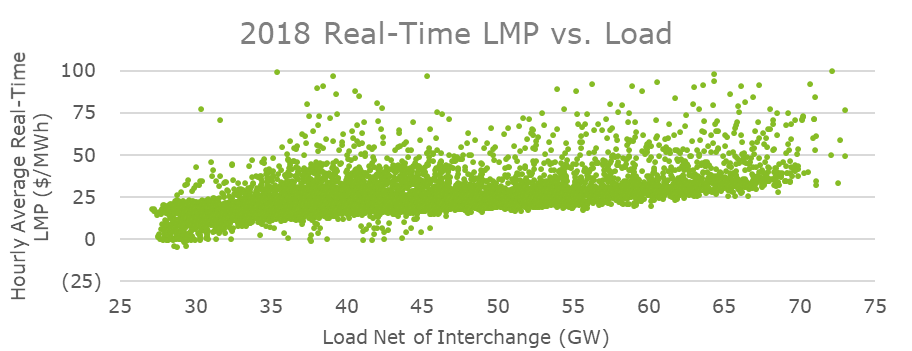 2018 Real-Time LMP vs. Load
Hourly Average Real-Time
LMP ($/MWh)
100
75
50
25
0
(25)
25 30 35 40 45 50 55 60 65 70 75
Load Net of Interchange (GW)